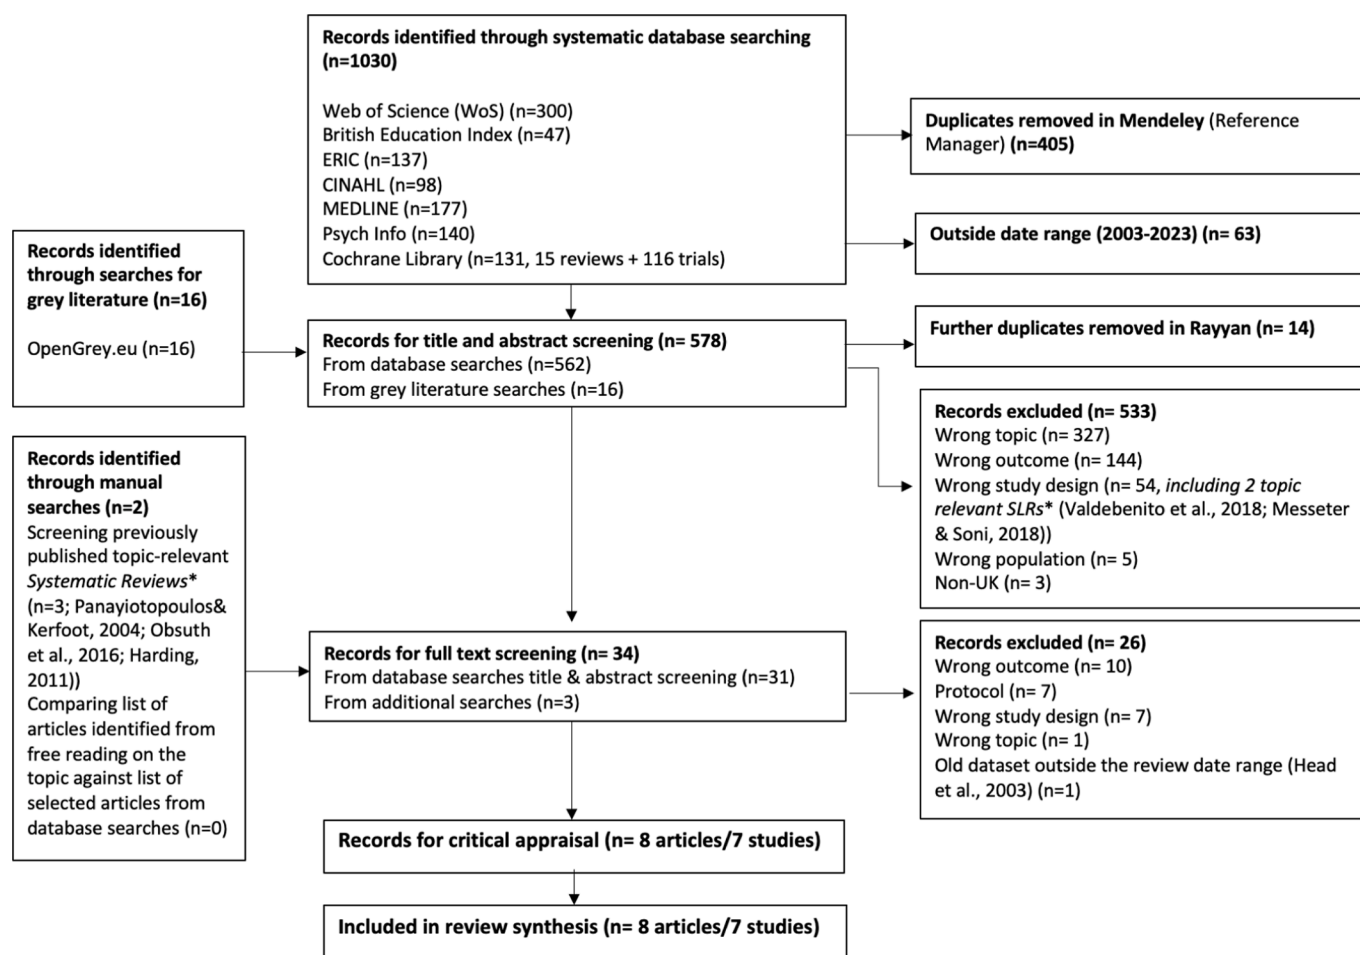 Records identified through systematic database searching
(n=1030)
Web of Science (WoS) (n=300)
British Education Index (n=47)
ERIC (n=137)
CINAHL (n=98)
MEDLINE (n=177)
Psych Info (n=140)
Cochrane Library (n=131, 15 reviews + 116 trials)
Duplicates removed in Mendeley (Reference
Manager) (n=405)
Outside date range (2003-2023) (n= 63)
Records identified
through searches for
grey literature (n=16)
OpenGrey.eu (n=16)
Records for title and abstract screening (n= 578)
From database searches (n=562)
From grey literature searches (n=16)
Further duplicates removed in Rayyan (n= 14)
Records excluded (n= 533)
Wrong topic (n= 327)
Wrong outcome (n= 144)
Wrong study design (n= 54, including 2 topic
relevant SLRs* (Valdebenito et al., 2018; Messeter
& Soni, 2018))
Wrong population (n= 5)
Non-UK (n= 3)
Records identified
through manual
searches (n=2)
Screening previously
published topic-relevant
Systematic Reviews*
(n=3; Panayiotopoulos&
Kerfoot, 2004; Obsuth
et al., 2016; Harding,
2011))
Comparing list of
articles identified from
free reading on the
topic against list of
selected articles from
database searches (n=0)
Records for full text screening (n= 34)
From database searches title & abstract screening (n=31)
From additional searches (n=3)
Records excluded (n= 26)
Wrong outcome (n= 10)
Protocol (n= 7)
Wrong study design (n= 7)
Wrong topic (n= 1)
Old dataset outside the review date range (Head
et al., 2003) (n=1)
Records for critical appraisal (n= 8 articles/7 studies)
Included in review synthesis (n= 8 articles/7 studies)